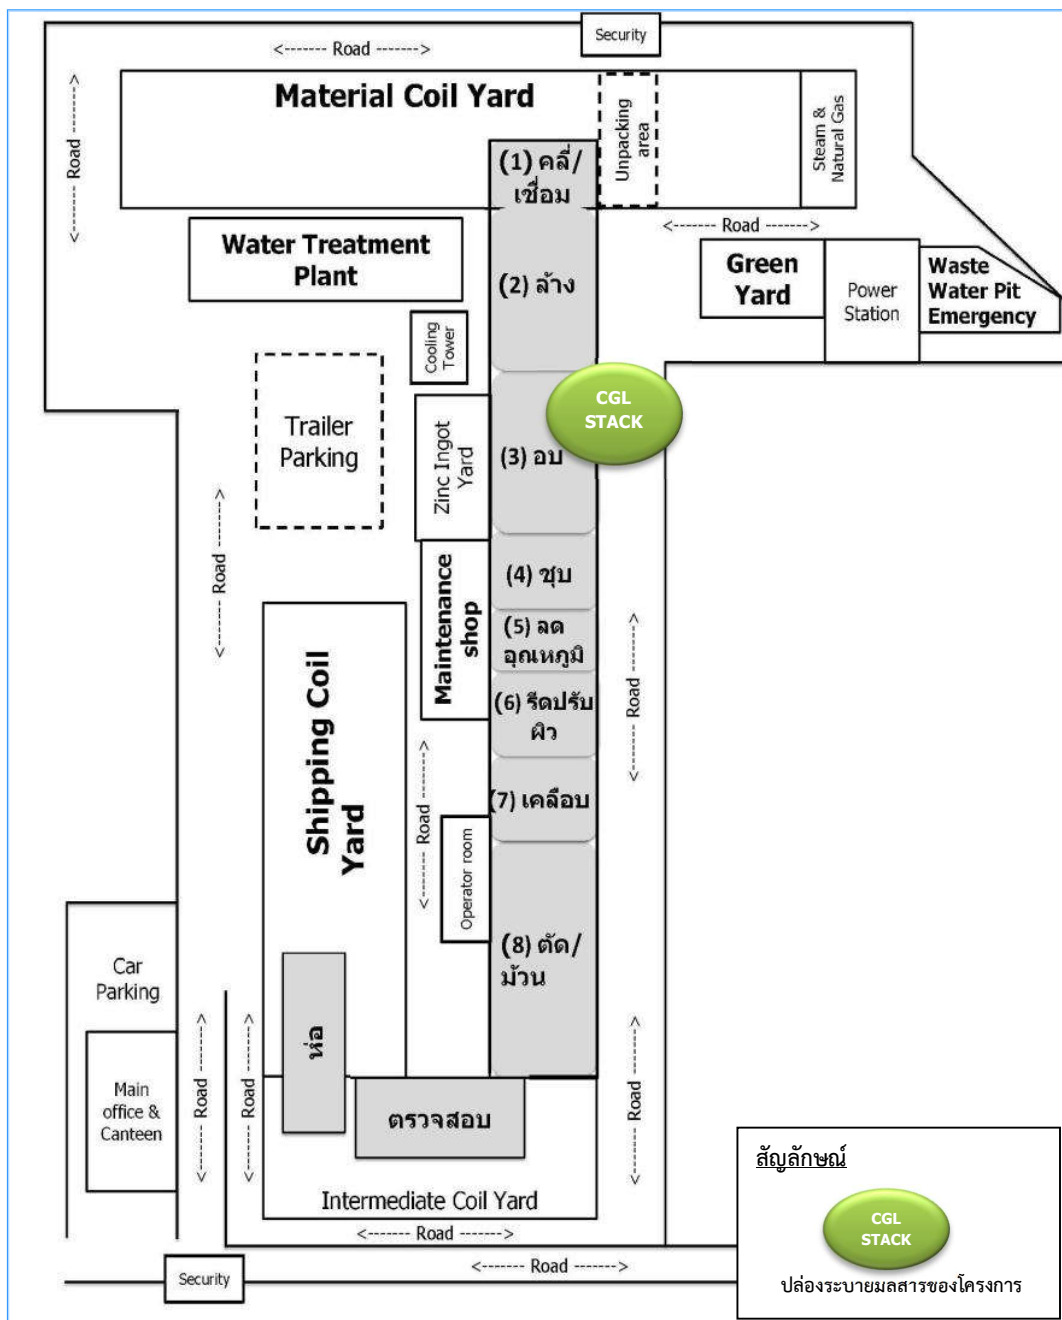 Security
<------- Road ------->
Material Coil Yard
<------- Road ------->
Unpacking
area
Steam &
Natural Gas
(1) คลี่/
เชื่อม
<------- Road ------->
Water Treatment
Plant
(2) ล้าง
Green
Yard
Power
Station
Waste
Water Pit
Emergency
Cooling
Tower
CGL
STACK
Trailer
Parking
Zinc Ingot
Yard
(3) อบ
<------- Road ------->
Maintenance
shop
(4) ชุบ
(5) ลด
อุณหภูมิ
<------- Road ------->
Shipping Coil
Yard
(6) รีดปรับ
ผิว
<------- Road ------->
(7) เคลือบ
Operator room
(8) ตัด/
ม้วน
Car
Parking
ห่อ
<------- Road ------->
<------- Road ------->
<------- Road ------->
Main
office &
Canteen
ตรวจสอบ
Intermediate Coil Yard
<------- Road ------->
<------- Road ------->
Security
สัญลักษณ์
CGL
STACK
ปล่องระบายมลสารของโครงการ